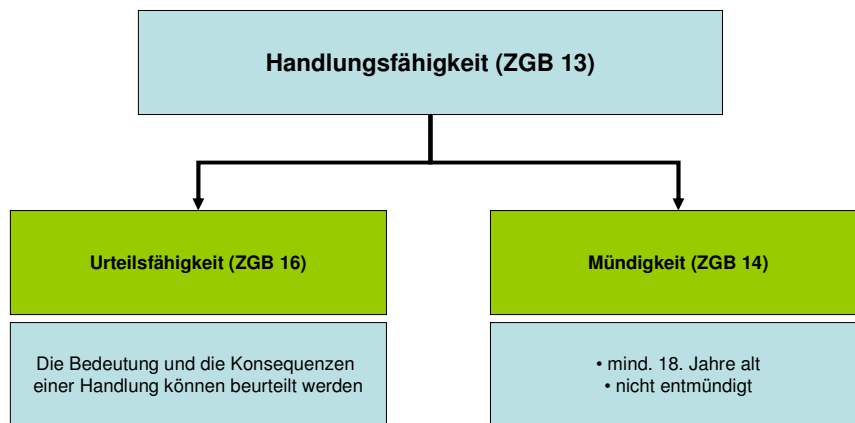 Handlungsfähigkeit (ZGB 13)
Urteilsfähigkeit (ZGB 16)
Die Bedeutung und die Konsequenzen
einer Handlung können beurteilt werden
Mündigkeit (ZGB 14)
• mind. 18. Jahre alt
• nicht entmündigt